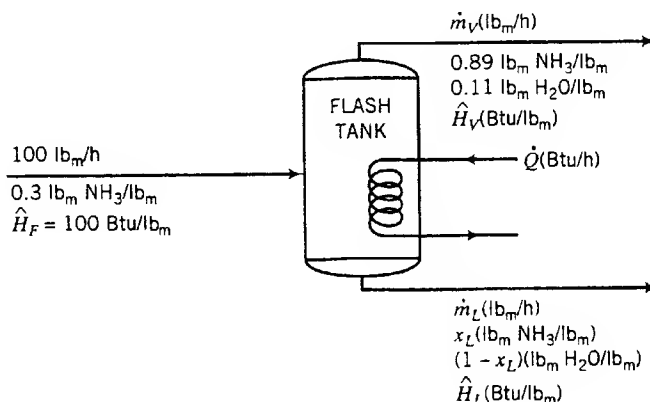 ṁ_V(lb_m/h)
0.89 lb_m NH_3/lb_m
0.11 lb_m H_2O/lb_m
Ĥ_V(Btu/lb_m)
FLASH
TANK
Q̇(Btu/h)
100 lb_m/h
0.3 lb_m NH_3/lb_m
Ĥ_F = 100 Btu/lb_m
ṁ_L(lb_m/h)
x_L(lb_m NH_3/lb_m)
(1 – x_L)(lb_m H_2O/lb_m)
Ĥ_L(Btu/lb_m)